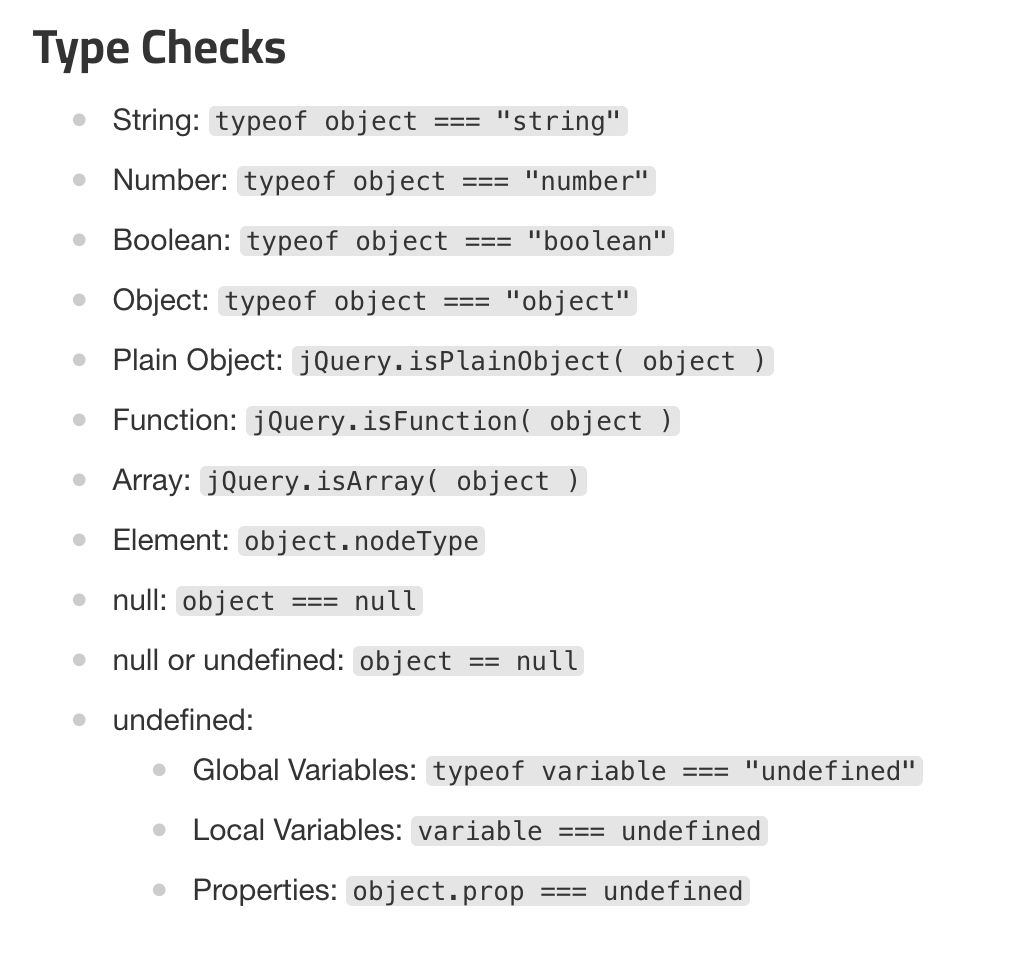 Type Checks
String: typeof object === "string"
Number: typeof object === "number"
Boolean: typeof object === "boolean"
Object: typeof object === "object"
Plain Object: jQuery.isPlainObject( object )
Function: jQuery.isFunction( object )
Array: jQuery.isArray( object )
Element: object.nodeType
null: object === null
null or undefined: object == null
undefined:
Global Variables: typeof variable === "undefined"
Local Variables: variable === undefined
Properties: object.prop === undefined